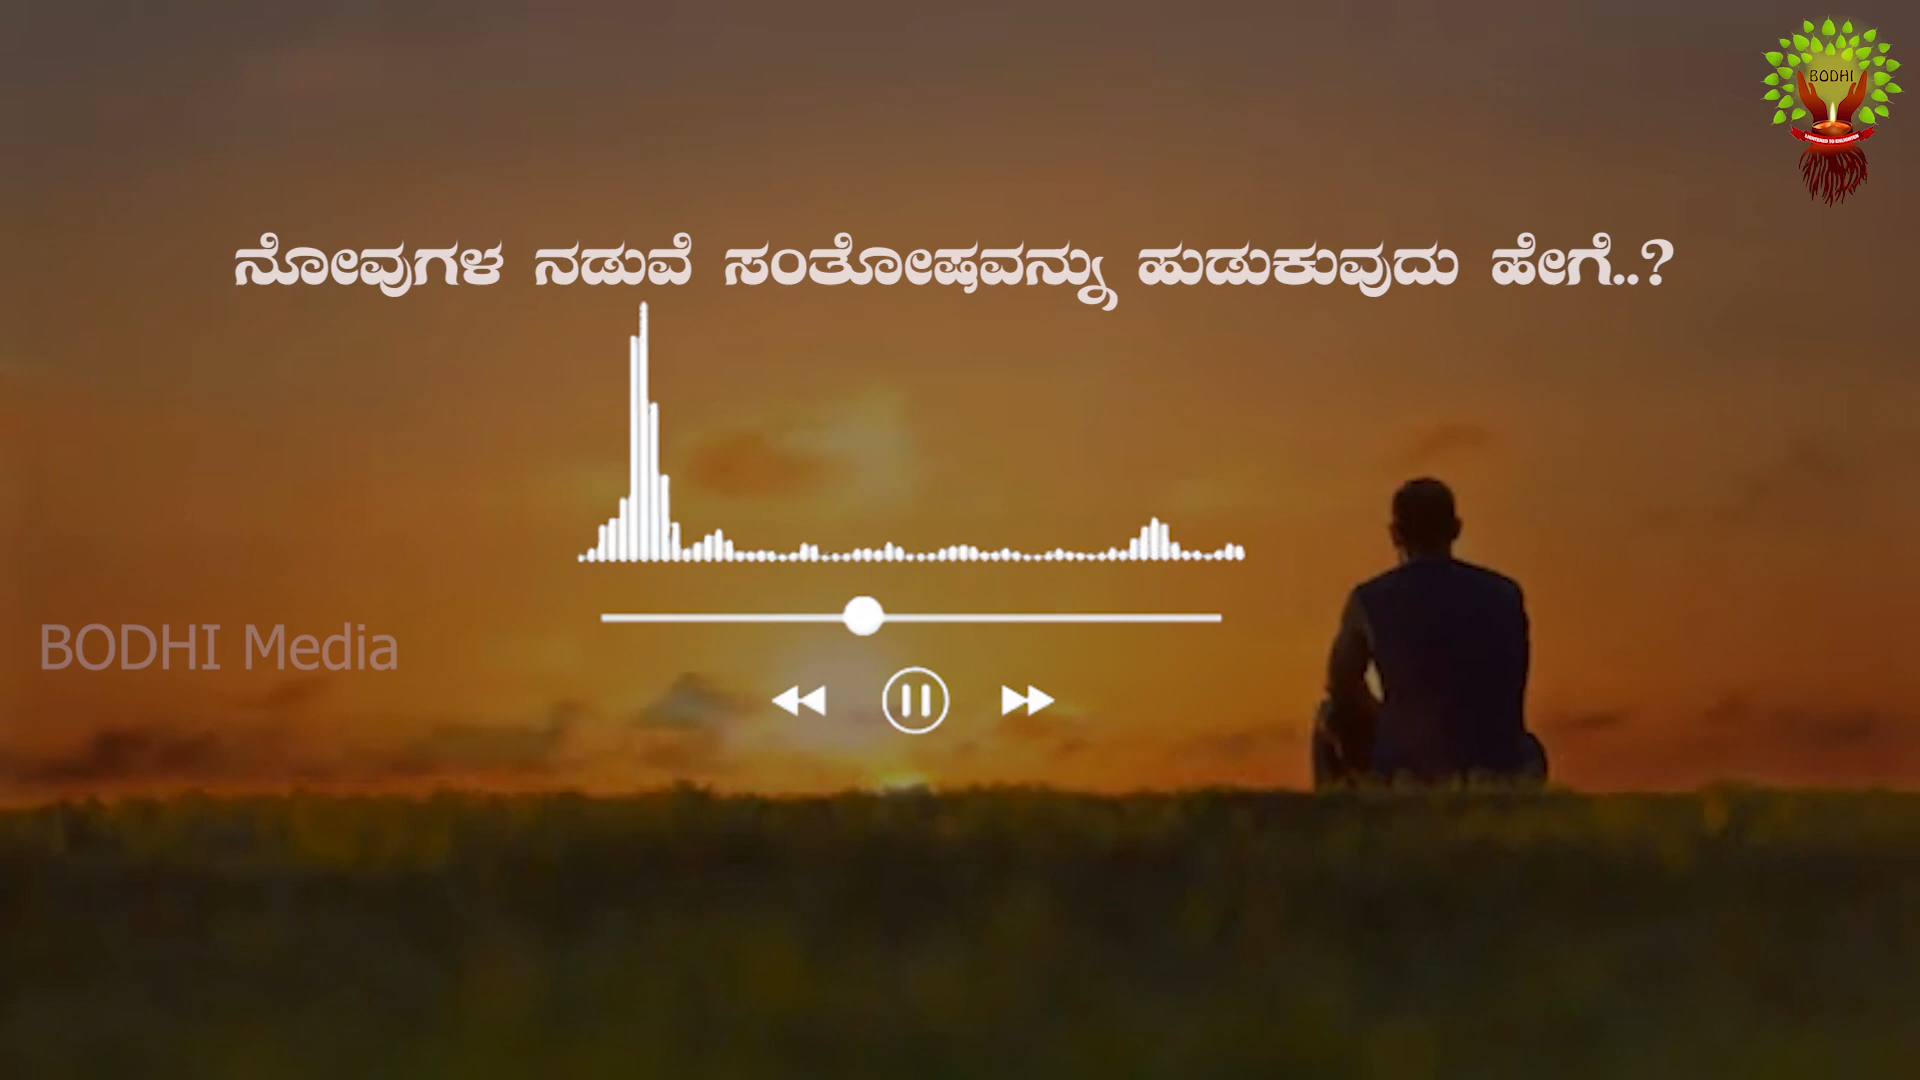 BODHI
ನೋವುಗಳ ನಡುವೆ ಸಂತೋಷವನ್ನು ಹುಡುಕುವುದು ಹೇಗೆ..?
BODHI Media